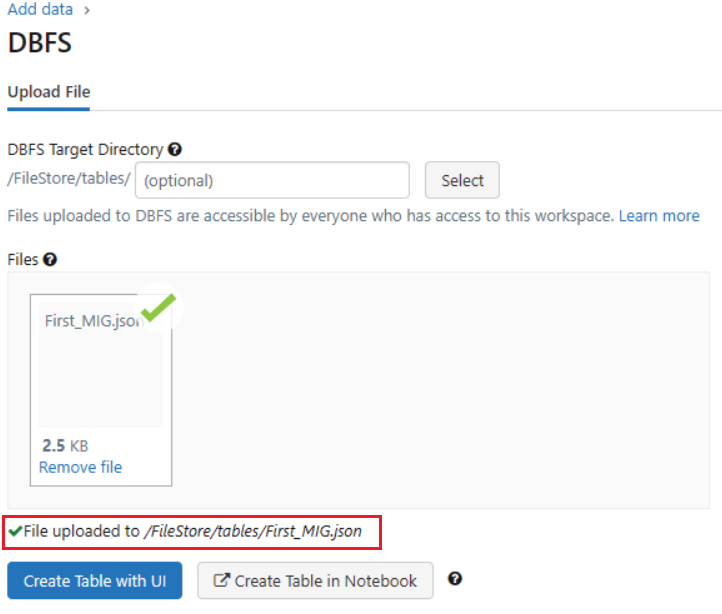 Add data >
DBFS
Upload File
DBFS Target Directory ?
/FileStore/tables/ (optional) Select
Files uploaded to DBFS are accessible by everyone who has access to this workspace. Learn more
Files ?
First_MIG.json
2.5 KB
Remove file
File uploaded to /FileStore/tables/First_MIG.json
Create Table with UI Create Table in Notebook ?